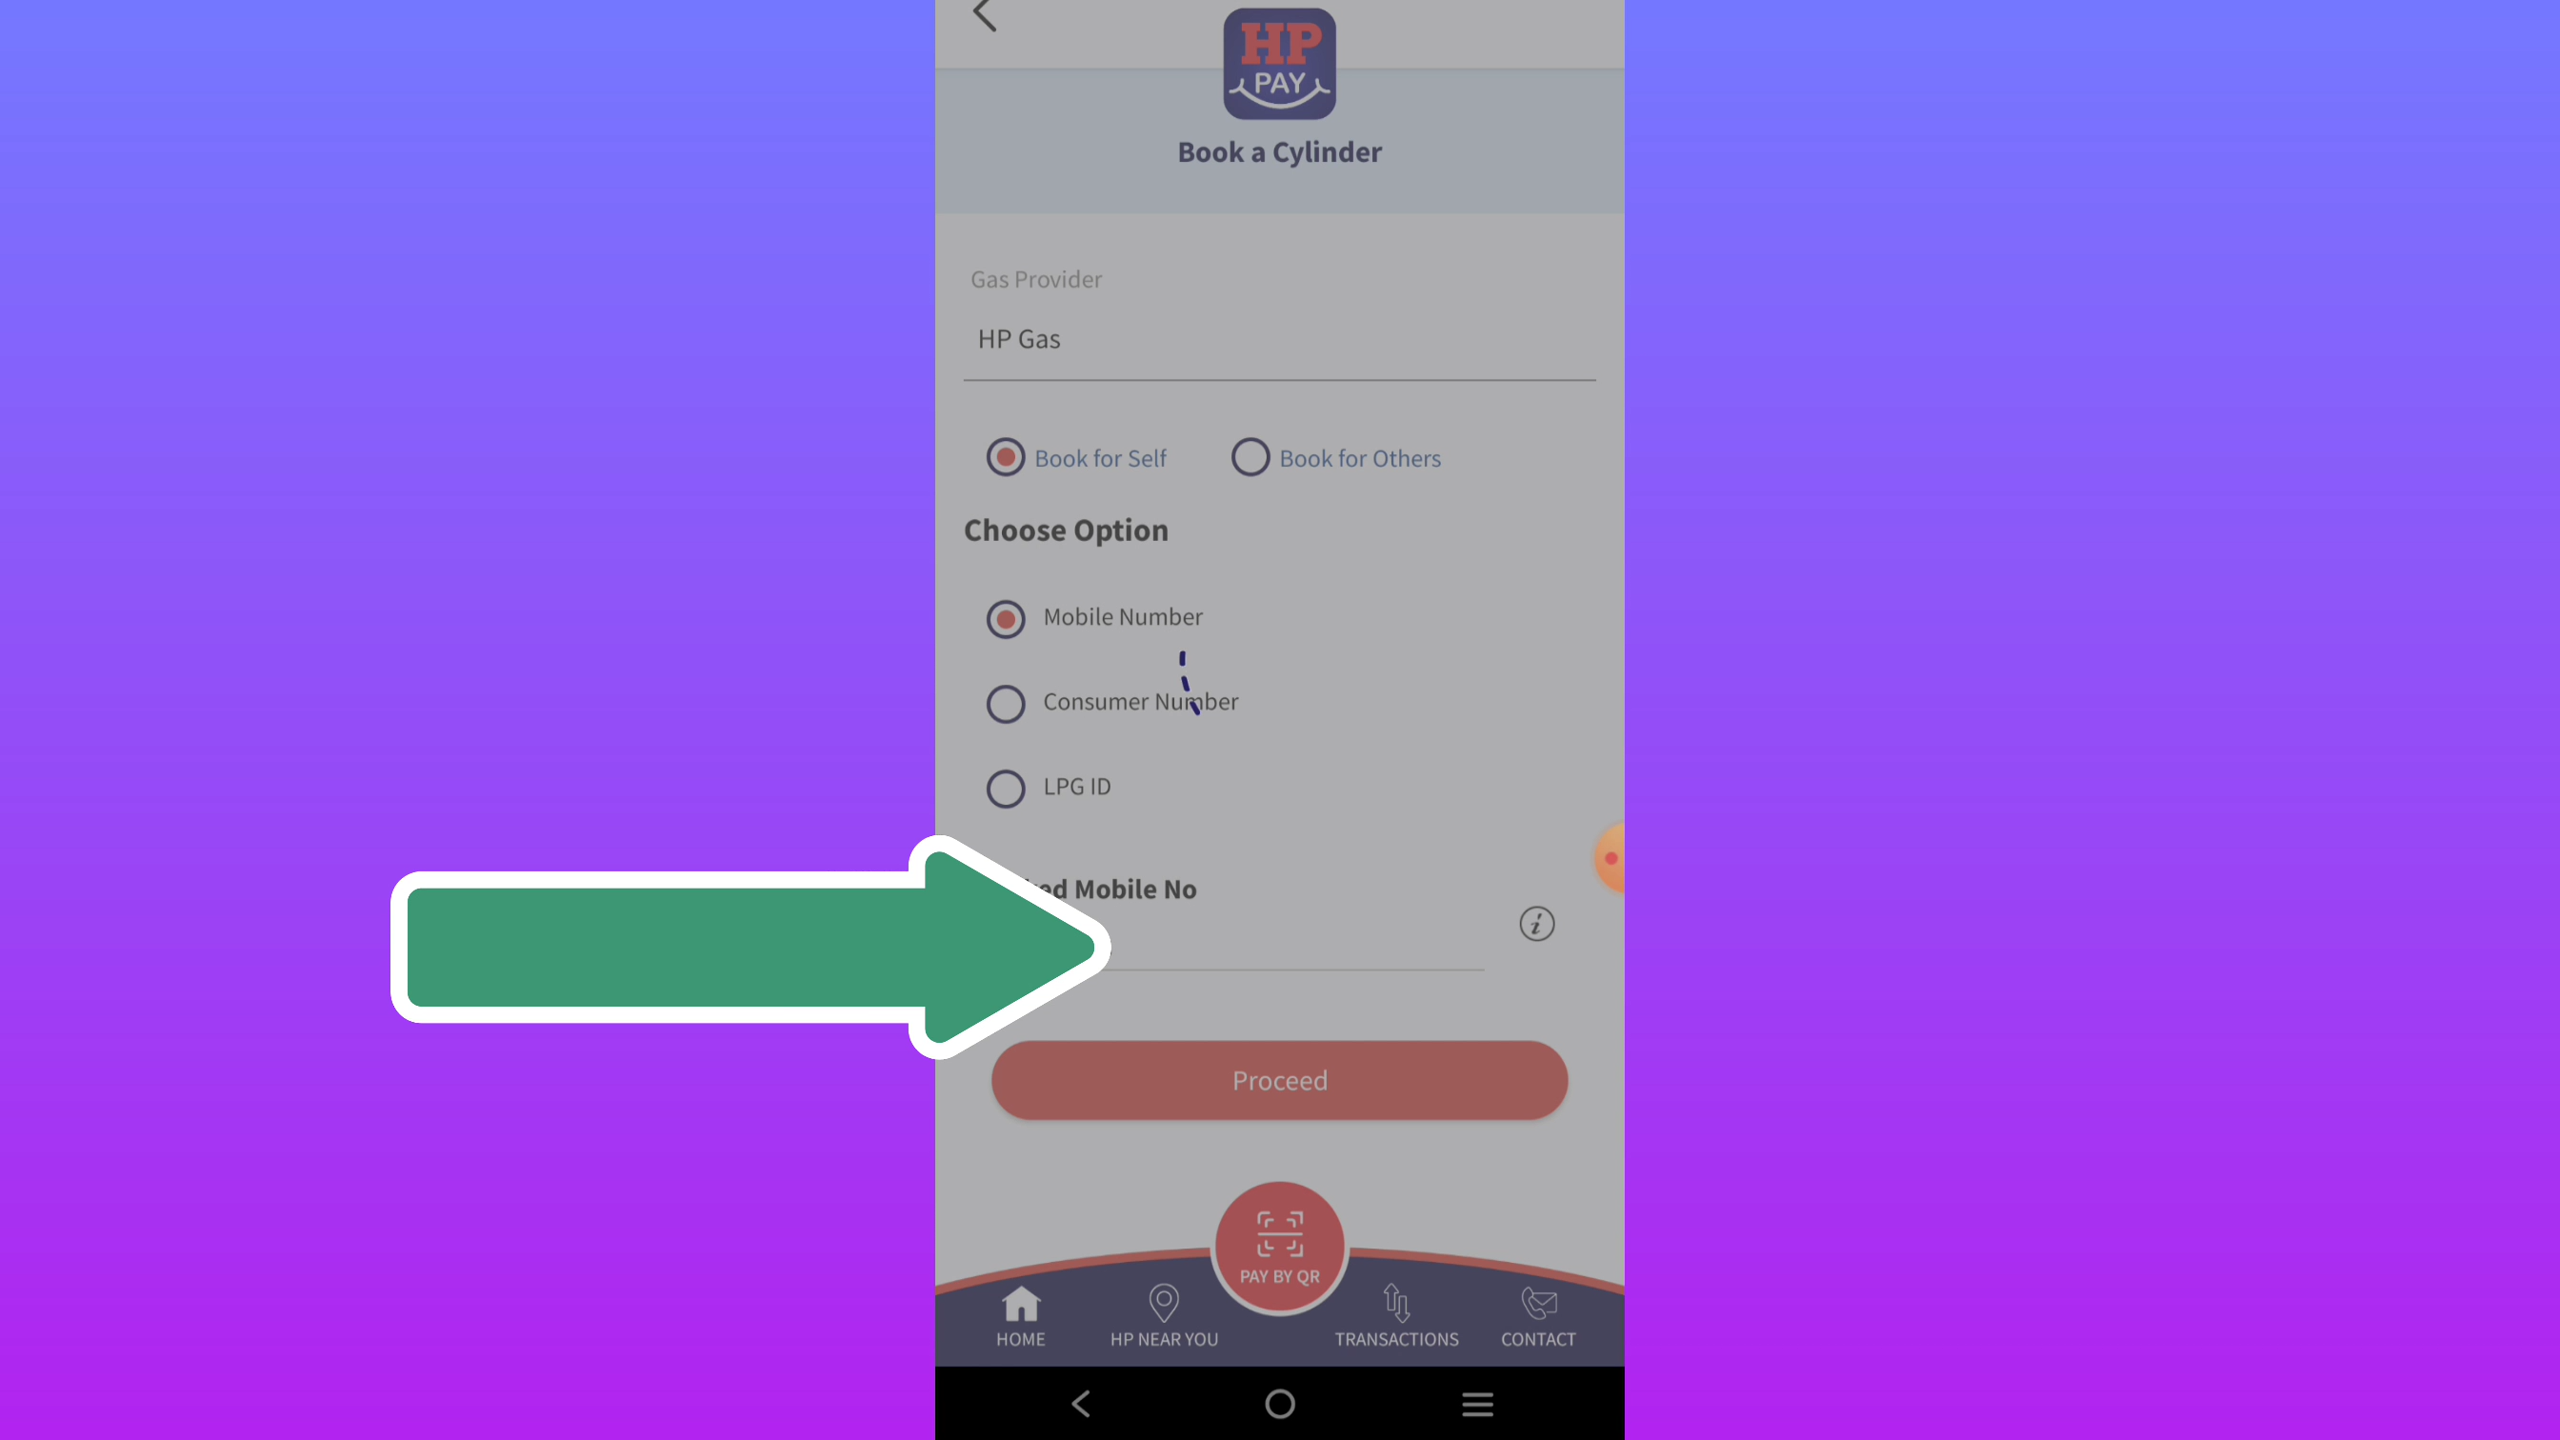 HP
PAY
Book a Cylinder
Gas Provider
HP Gas
Book for Self Book for Others
Choose Option
Mobile Number
Consumer Number
LPG ID
Mobile No
Proceed
PAY BY QR
HOME HP NEAR YOU TRANSACTIONS CONTACT